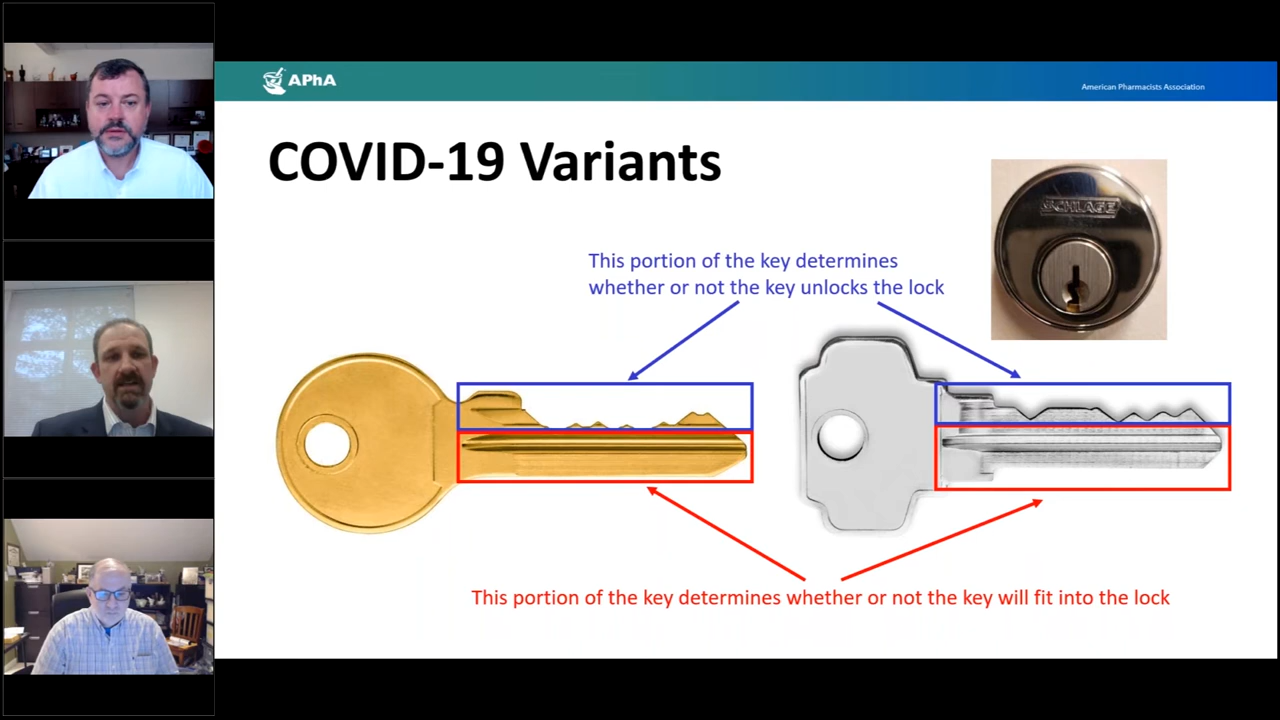 APhA
American Pharmacists Association
COVID-19 Variants
SCHLAGE
This portion of the key determines
whether or not the key unlocks the lock
This portion of the key determines whether or not the key will fit into the lock